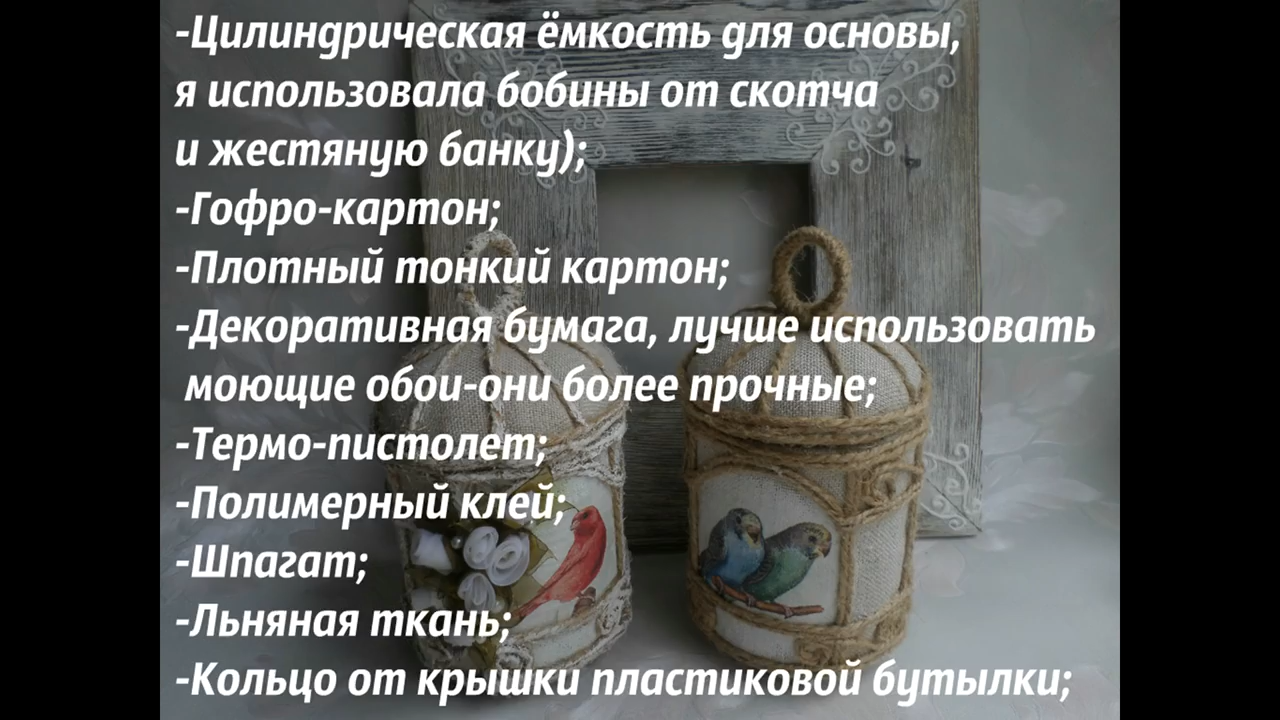 -Цилиндрическая ёмкость для основы,
я использовала бобины от скотча
и жестяную банку);
-Гофро-картон;
-Плотный тонкий картон;
-Декоративная бумага, лучше использовать
моющие обои-они более прочные;
-Термо-пистолет;
-Полимерный клей;
-Шпагат;
-Льняная ткань;
-Кольцо от крышки пластиковой бутылки;